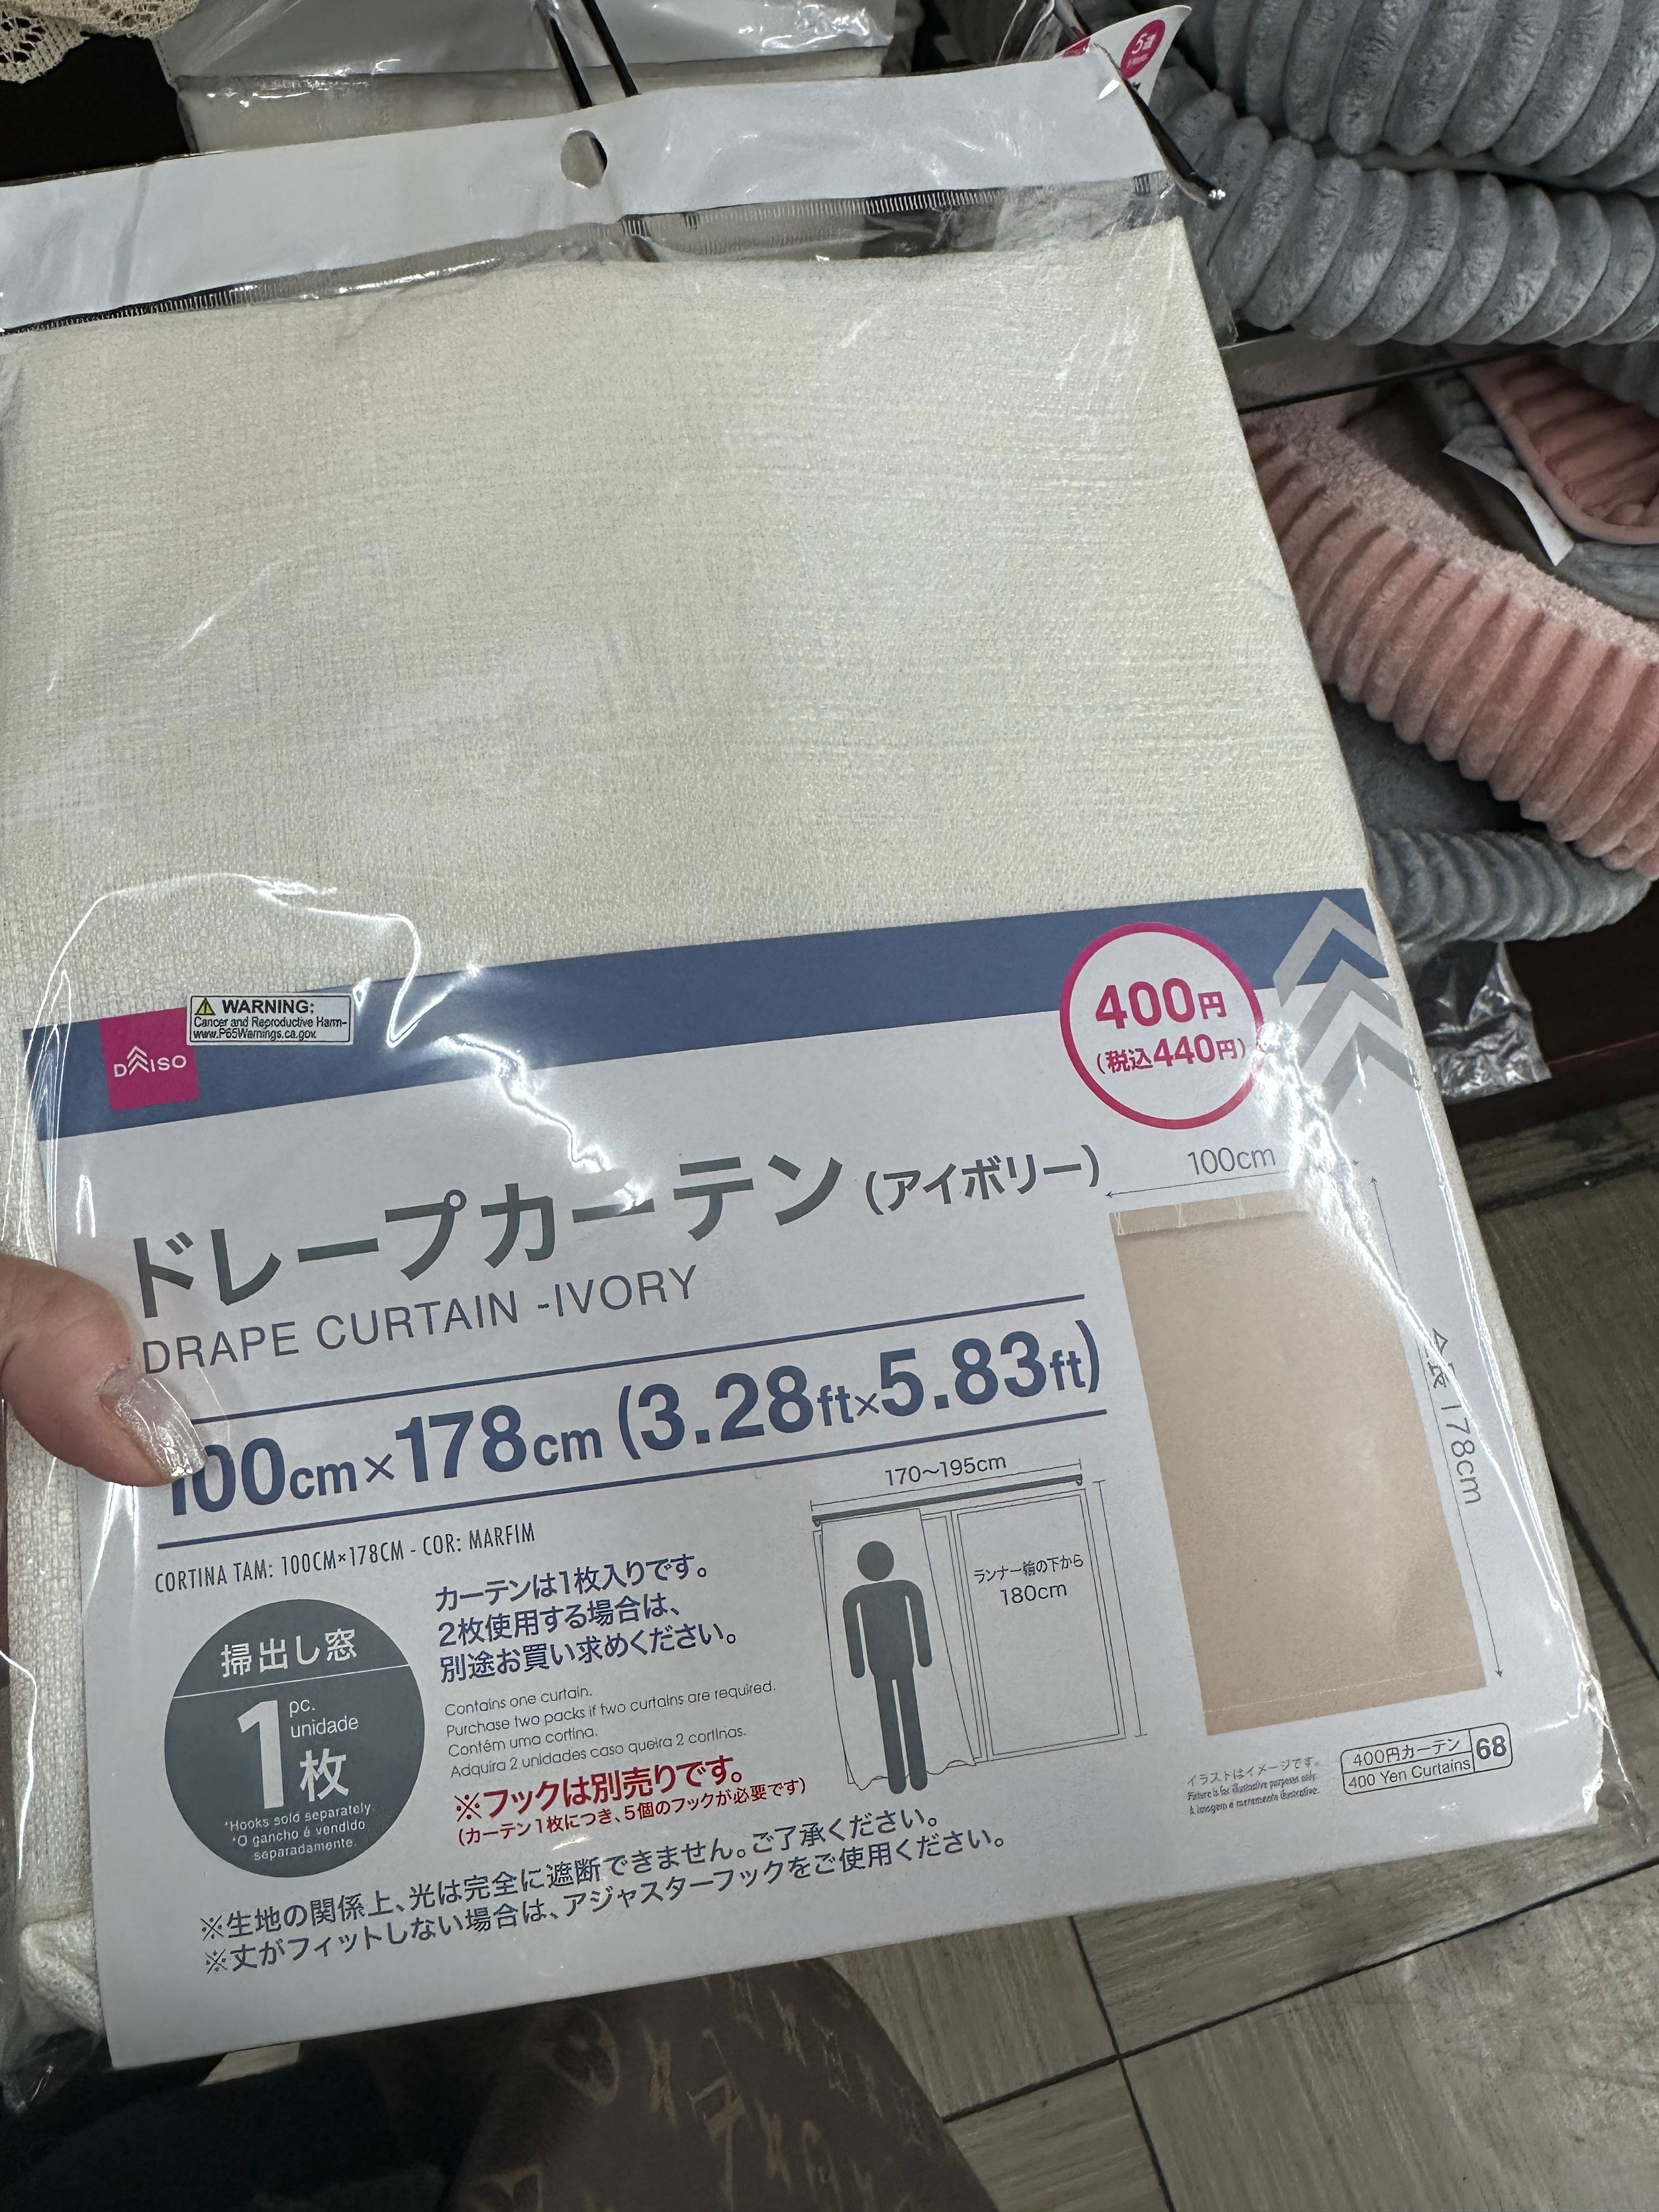 5
WARNING:
Cancer and Reproductive Harm-
www.P65Warnings.ca.gov.
DAISO
400円
(税込440円)
ドレープカーテン (アイボリー)
DRAPE CURTAIN -IVORY
100cm×178cm (3.28ft×5.83ft)
CORTINA TAM: 100CM×178CM - COR: MARFIM
掃出し窓
1 pc.
unidade
枚
*Hooks sold separately.
*O gancho é vendido
separadamente.
カーテンは1枚入りです。
2枚使用する場合は、
別途お買い求めください。
Contains one curtain.
Purchase two packs if two curtains are required.
Contém uma cortina.
Adquira 2 unidades caso queira 2 cortinas.
※フックは別売りです。
(カーテン1枚につき、5個のフックが必要です)
※生地の関係上、光は完全に遮断できません。ご了承ください。
※丈がフィットしない場合は、アジャスターフックをご使用ください。
170〜195cm
ランナー輪の下から
180cm
100cm
全長 178cm
イラストはイメージです。
Picture is for illustrative purposes only.
A imagem é meramente ilustrativa.
400円カーテン
400 Yen Curtains
68